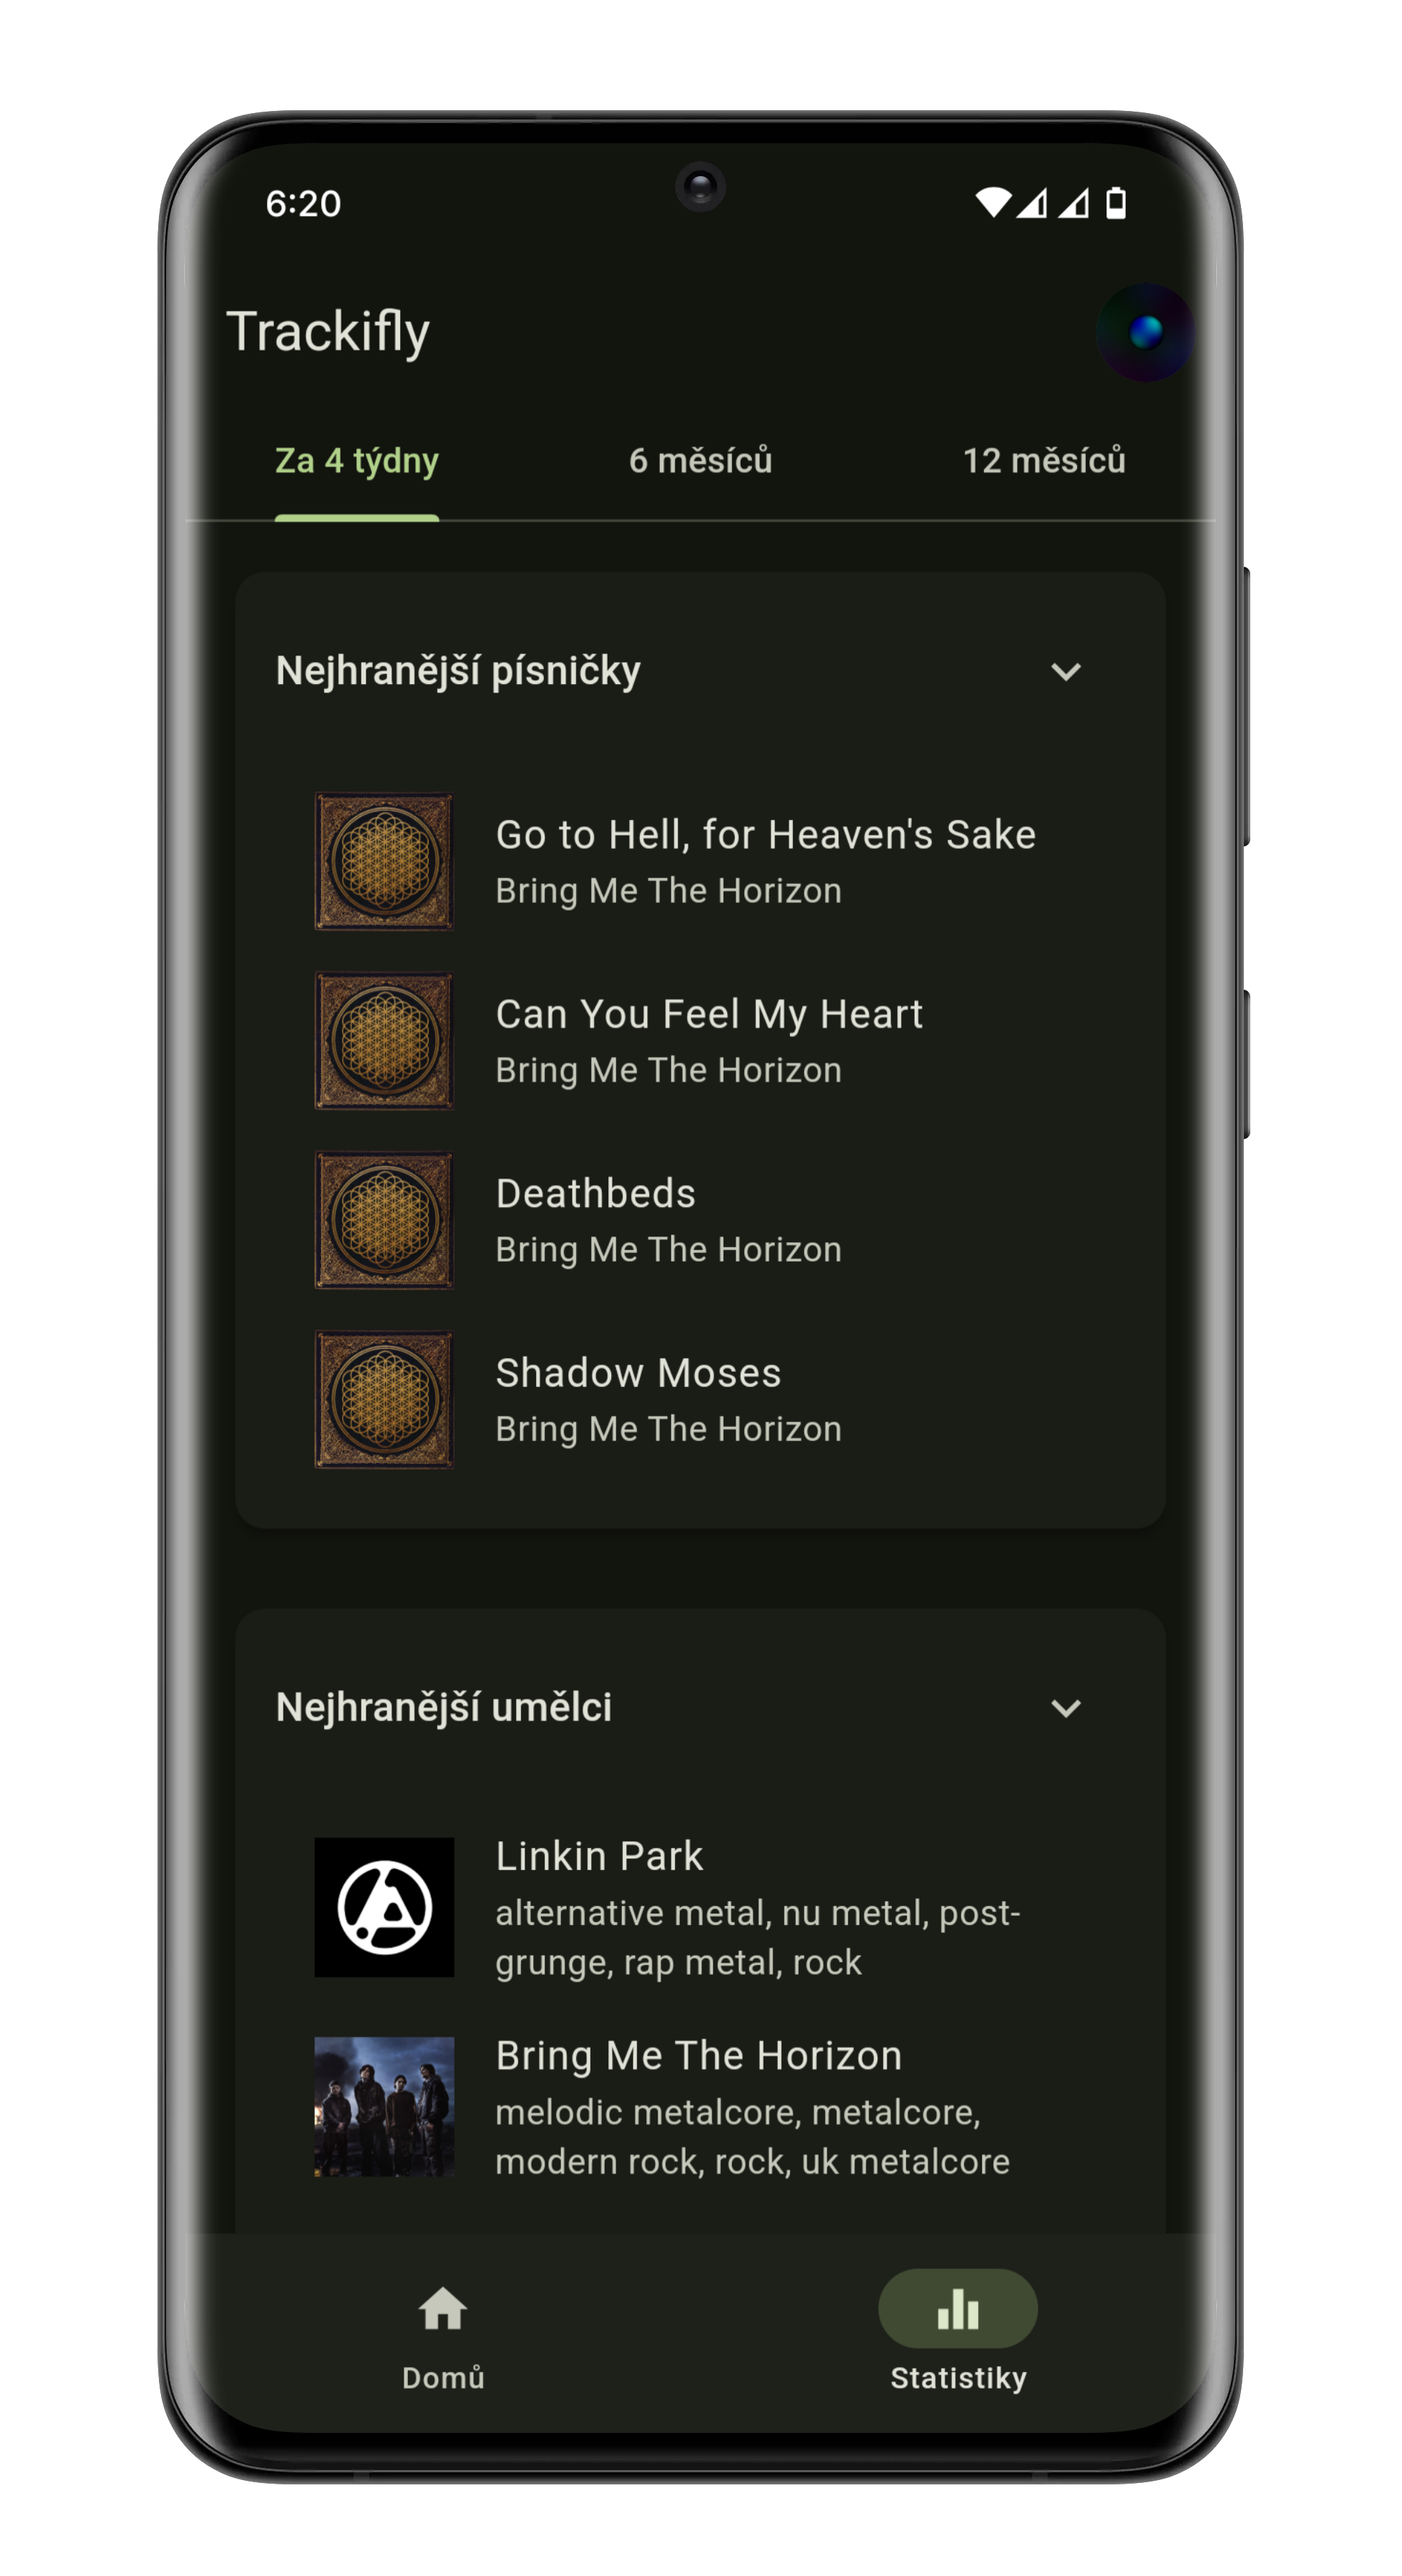 6:20
Trackifly
Za 4 týdny
6 měsíců
12 měsíců
Nejhranější písničky
Go to Hell, for Heaven's Sake
Bring Me The Horizon
Can You Feel My Heart
Bring Me The Horizon
Deathbeds
Bring Me The Horizon
Shadow Moses
Bring Me The Horizon
Nejhranější umělci
Linkin Park
alternative metal, nu metal, post-
grunge, rap metal, rock
Bring Me The Horizon
melodic metalcore, metalcore,
modern rock, rock, uk metalcore
Domů
Statistiky